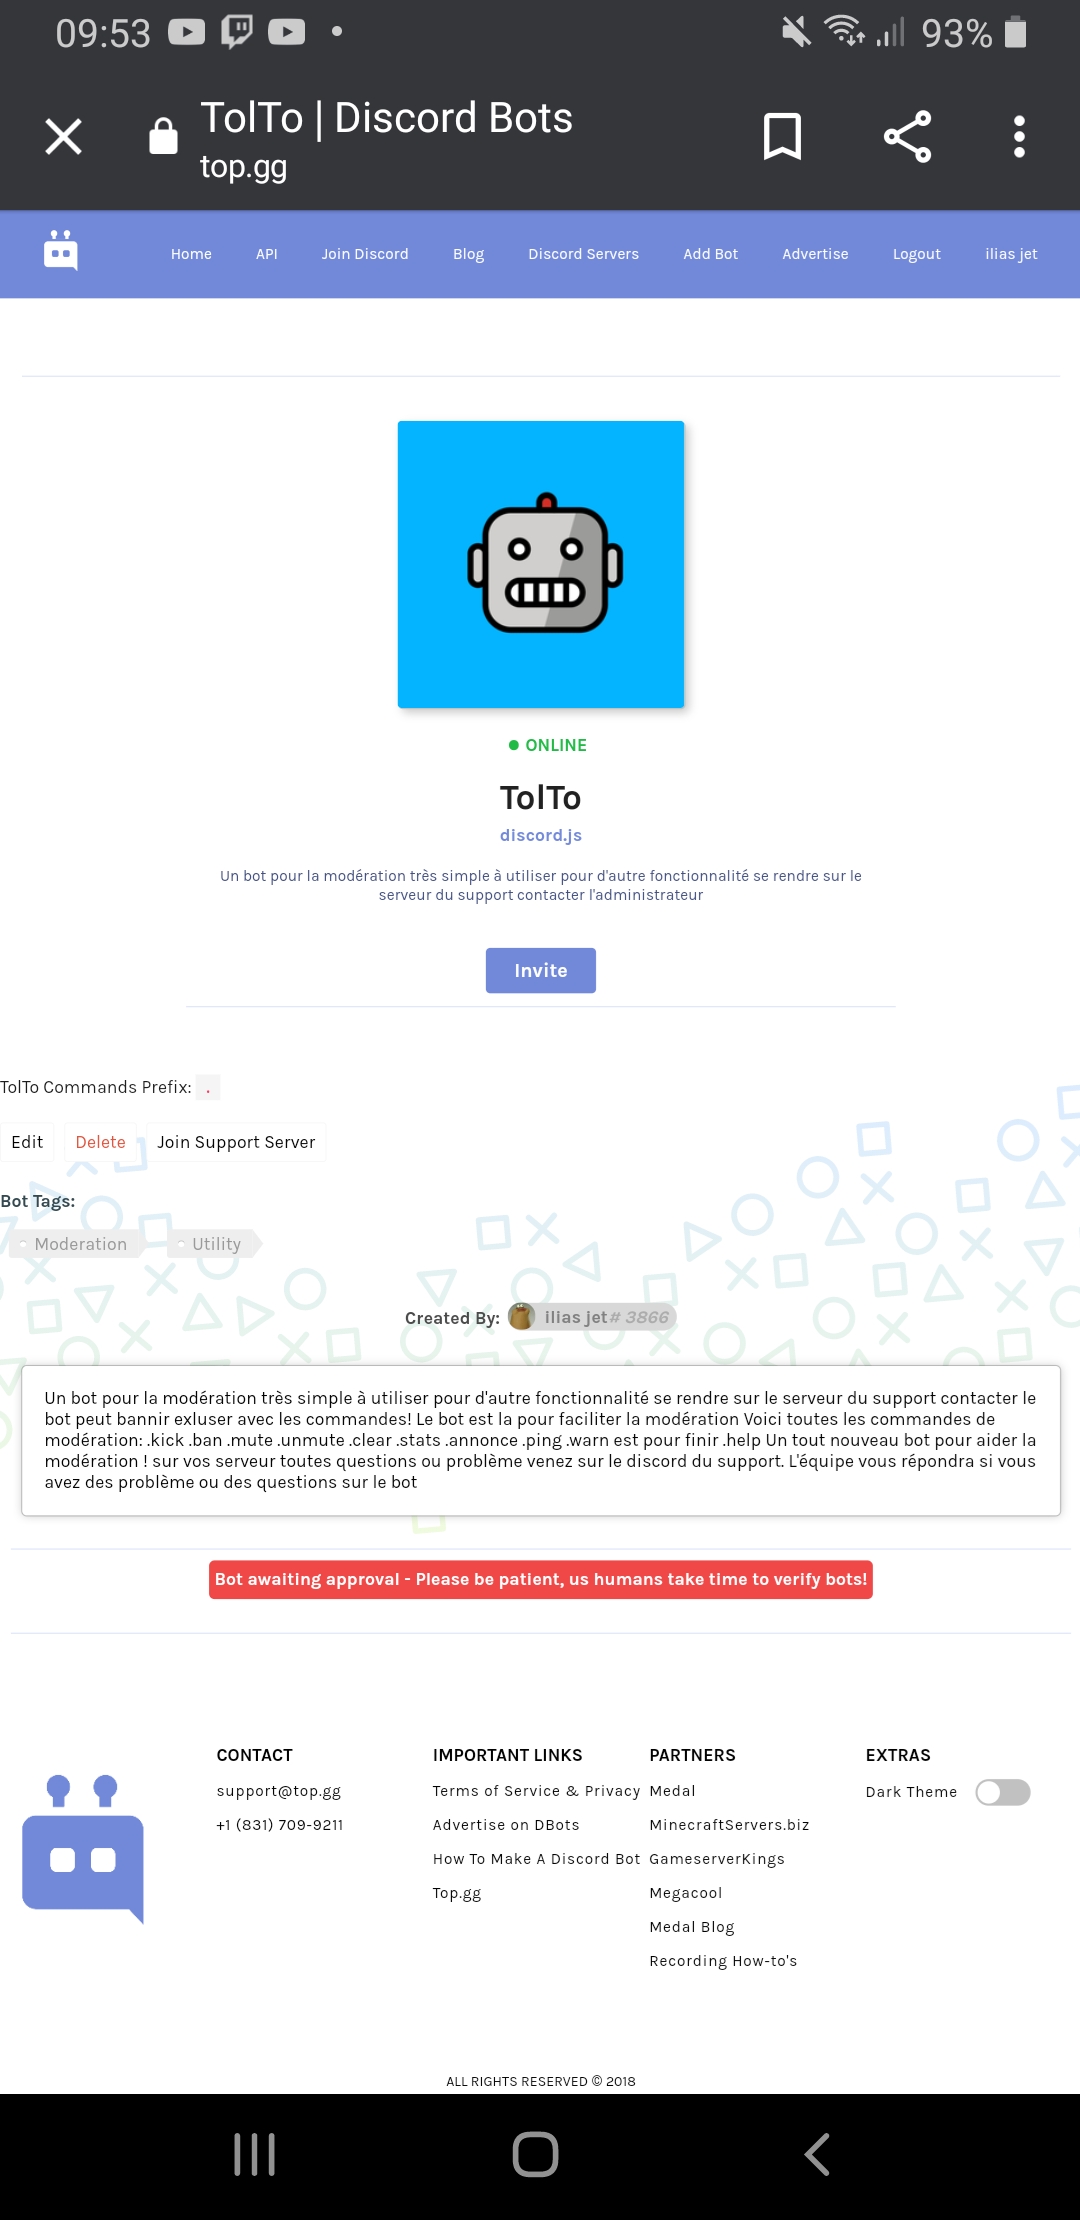 09:53
93%
TolTo | Discord Bots
top.gg
Home API Join Discord Blog Discord Servers Add Bot Advertise Logout ilias jet
ONLINE
TolTo
discord.js
Un bot pour la modération très simple à utiliser pour d'autre fonctionnalité se rendre sur le
serveur du support contacter l'administrateur
Invite
TolTo Commands Prefix: .
Edit Delete Join Support Server
Bot Tags:
Moderation Utility
Created By: ilias jet# 3866
Un bot pour la modération très simple à utiliser pour d'autre fonctionnalité se rendre sur le serveur du support contacter le
bot peut bannir exluser avec les commandes! Le bot est la pour faciliter la modération Voici toutes les commandes de
modération: .kick .ban .mute .unmute .clear .stats .annonce .ping .warn est pour finir .help Un tout nouveau bot pour aider la
modération ! sur vos serveur toutes questions ou problème venez sur le discord du support. L'équipe vous répondra si vous
avez des problème ou des questions sur le bot
Bot awaiting approval - Please be patient, us humans take time to verify bots!
CONTACT
support@top.gg
+1 (831) 709-9211
IMPORTANT LINKS
Terms of Service & Privacy
Advertise on DBots
How To Make A Discord Bot
Top.gg
PARTNERS
Medal
MinecraftServers.biz
GameserverKings
Megacool
Medal Blog
Recording How-to's
EXTRAS
Dark Theme
ALL RIGHTS RESERVED © 2018